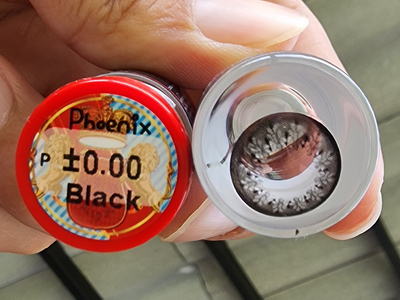 Phoenix
P ±0.00
Black